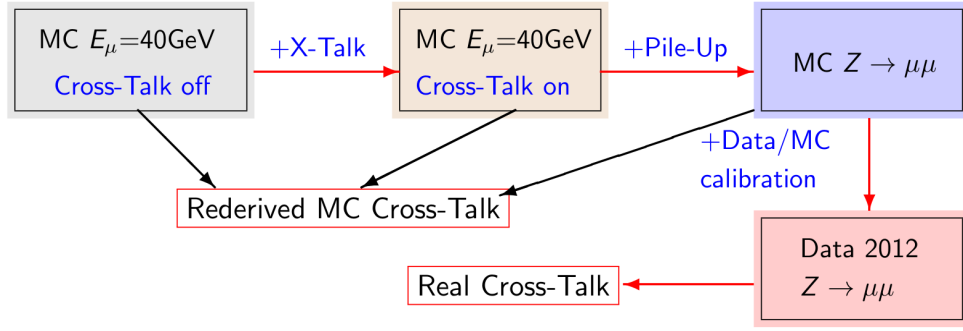 MC E_μ=40GeV
Cross-Talk off
+X-Talk
MC E_μ=40GeV
Cross-Talk on
+Pile-Up
MC Z → μμ
+Data/MC
calibration
Rederived MC Cross-Talk
Data 2012
Z → μμ
Real Cross-Talk